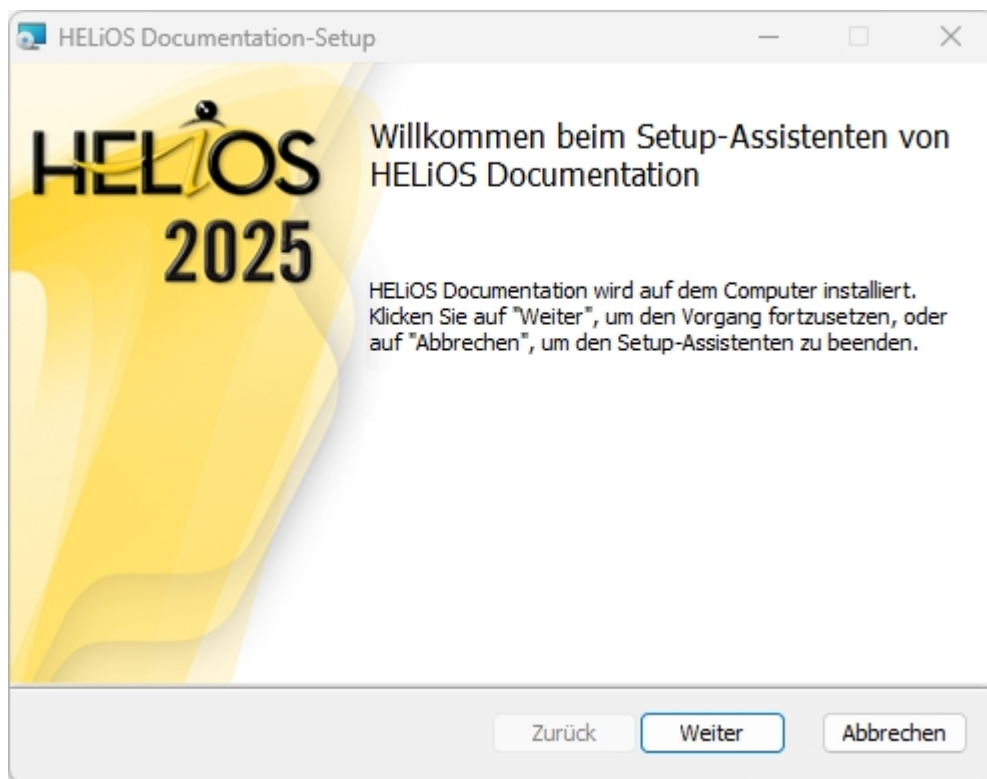 HELiOS Documentation-Setup
HELiOS
2025
Willkommen beim Setup-Assistenten von
HELiOS Documentation
HELiOS Documentation wird auf dem Computer installiert.
Klicken Sie auf "Weiter", um den Vorgang fortzusetzen, oder
auf "Abbrechen", um den Setup-Assistenten zu beenden.
Zurück Weiter Abbrechen